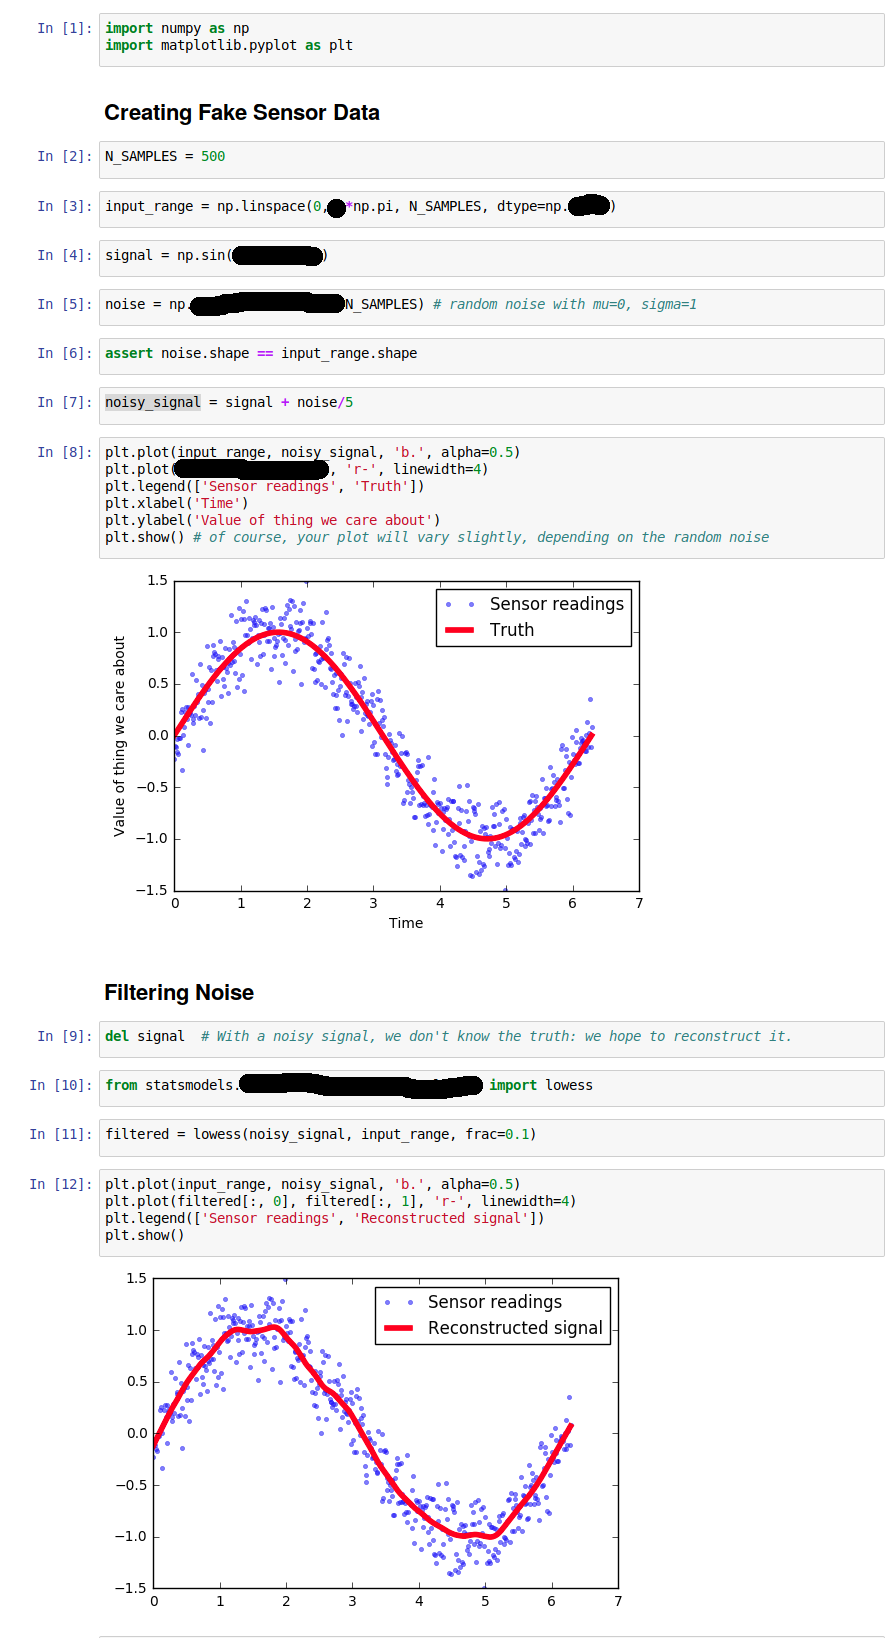 In [1]: import numpy as np
import matplotlib.pyplot as plt
Creating Fake Sensor Data
In [2]: N_SAMPLES = 500
In [3]: input_range = np.linspace(0, *np.pi, N_SAMPLES, dtype=np. )
In [4]: signal = np.sin( )
In [5]: noise = np. N_SAMPLES) # random noise with mu=0, sigma=1
In [6]: assert noise.shape == input_range.shape
In [7]: noisy_signal = signal + noise/5
In [8]: plt.plot(input_range, noisy_signal, 'b.', alpha=0.5)
plt.plot( , 'r-', linewidth=4)
plt.legend(['Sensor readings', 'Truth'])
plt.xlabel('Time')
plt.ylabel('Value of thing we care about')
plt.show() # of course, your plot will vary slightly, depending on the random noise
1.5
1.0
0.5
0.0
−0.5
−1.0
−1.5
Value of thing we care about
Sensor readings
Truth
0 1 2 3 4 5 6 7
Time
Filtering Noise
In [9]: del signal  # With a noisy signal, we don't know the truth: we hope to reconstruct it.
In [10]: from statsmodels. import lowess
In [11]: filtered = lowess(noisy_signal, input_range, frac=0.1)
In [12]: plt.plot(input_range, noisy_signal, 'b.', alpha=0.5)
plt.plot(filtered[:, 0], filtered[:, 1], 'r-', linewidth=4)
plt.legend(['Sensor readings', 'Reconstructed signal'])
plt.show()
1.5
1.0
0.5
0.0
−0.5
−1.0
−1.5
Sensor readings
Reconstructed signal
0 1 2 3 4 5 6 7